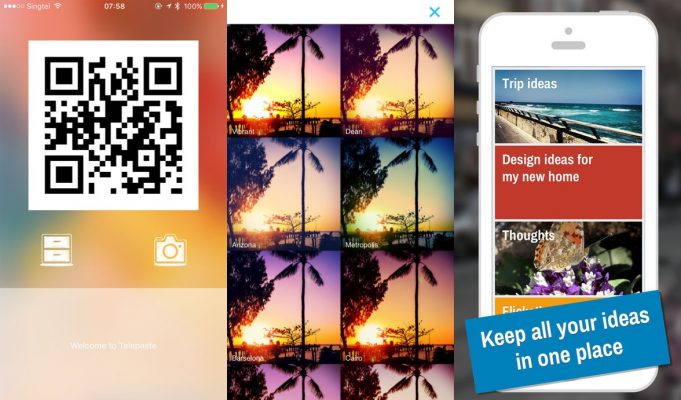 Singtel
07:58
100%
Welcome to Telepaste
Vibrant
Dean
Arizona
Metropolis
Barselona
Cairo
Trip ideas
Design ideas for
my new home
Thoughts
Keep all your ideas
in one place